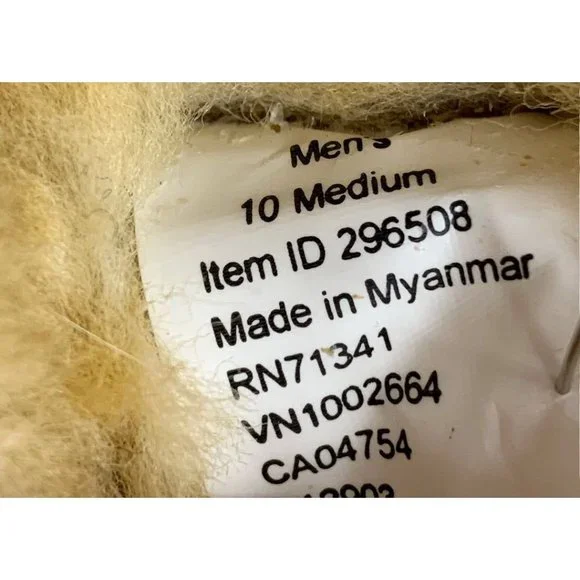 Men's
10 Medium
Item ID 296508
Made in Myanmar
RN71341
VN1002664
CA04754